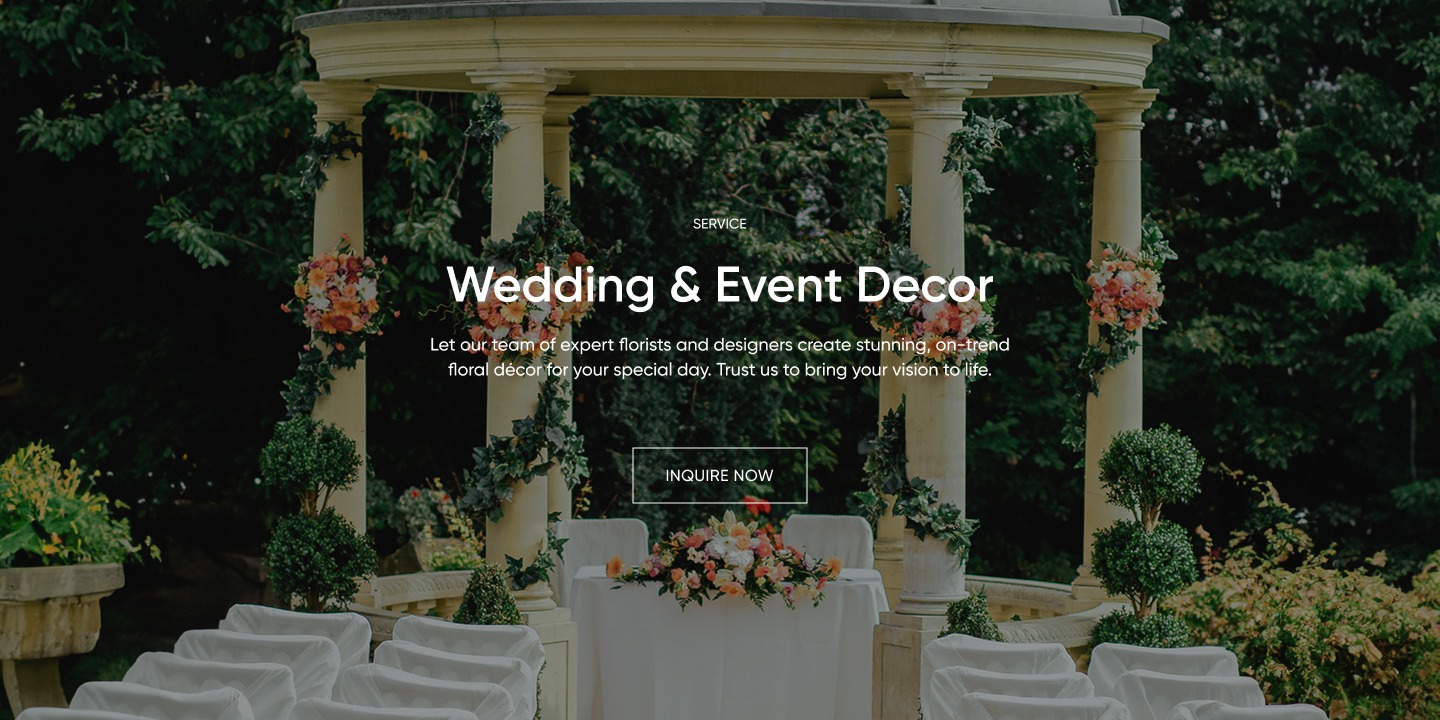 SERVICE
Wedding & Event Decor
Let our team of expert florists and designers create stunning, on-trend
floral décor for your special day. Trust us to bring your vision to life.
INQUIRE NOW